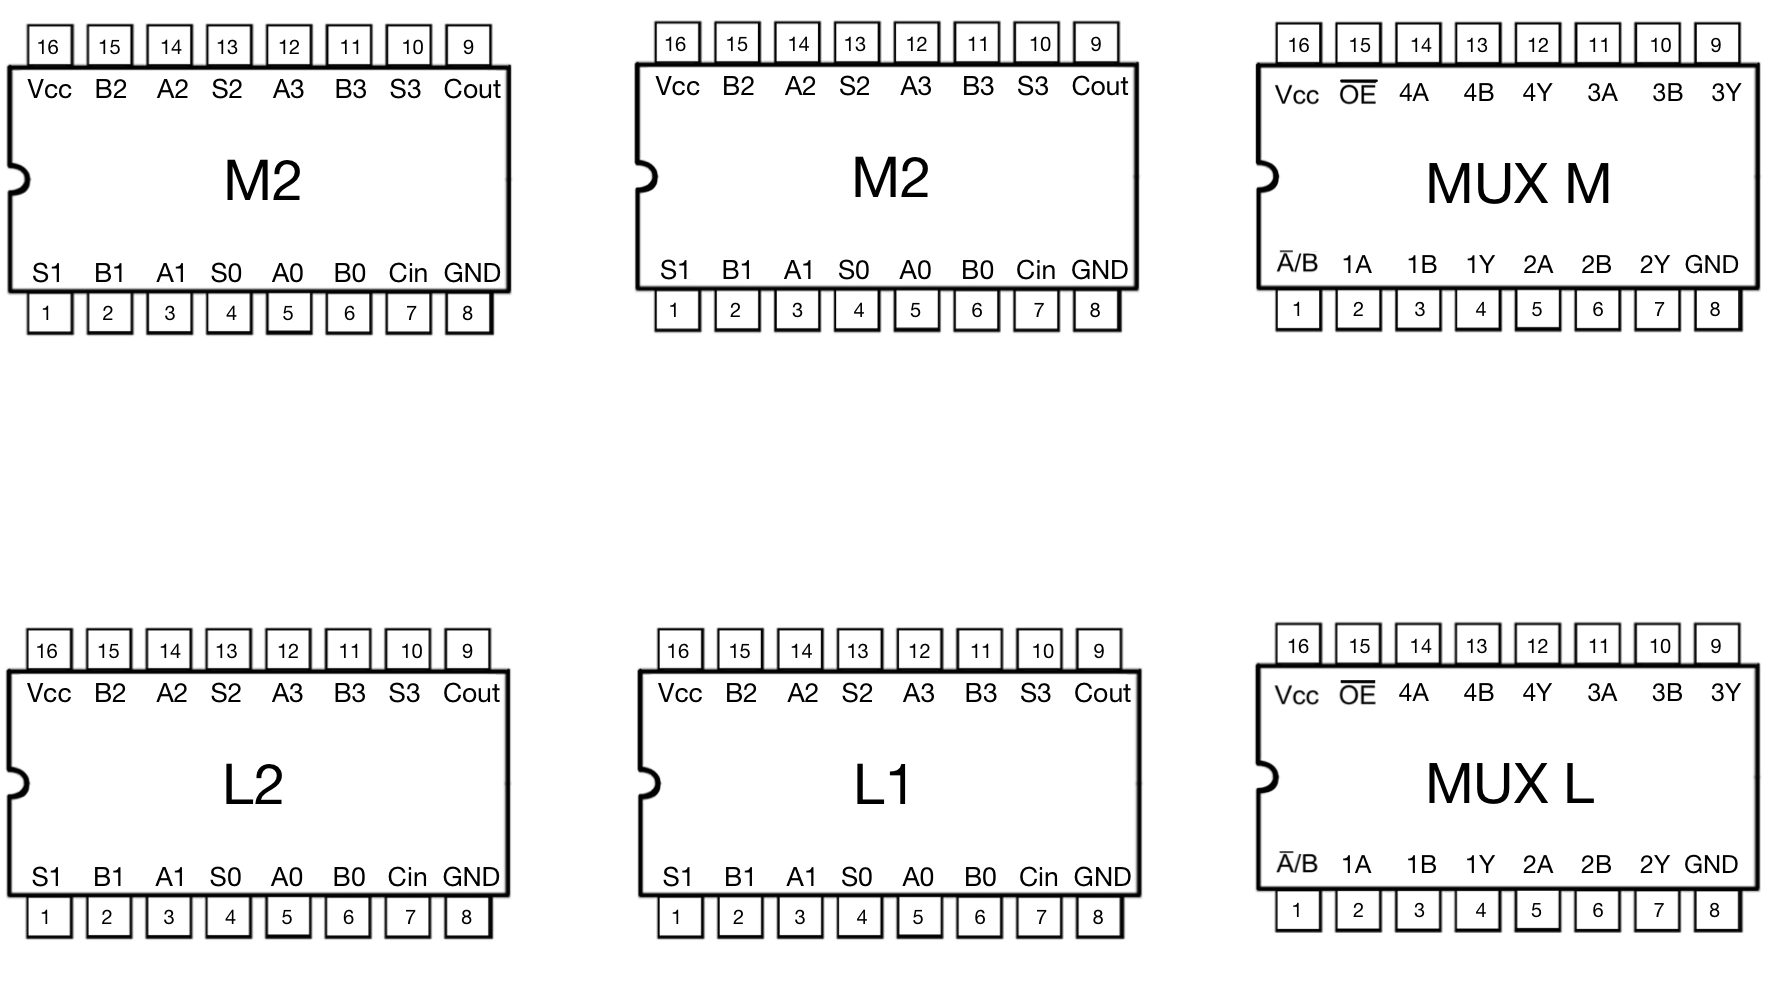 16 15 14 13 12 11 10 9
Vcc B2 A2 S2 A3 B3 S3 Cout
M2
S1 B1 A1 S0 A0 B0 Cin GND
1 2 3 4 5 6 7 8
16 15 14 13 12 11 10 9
Vcc B2 A2 S2 A3 B3 S3 Cout
M2
S1 B1 A1 S0 A0 B0 Cin GND
1 2 3 4 5 6 7 8
16 15 14 13 12 11 10 9
Vcc O̅E̅ 4A 4B 4Y 3A 3B 3Y
MUX M
A̅/B 1A 1B 1Y 2A 2B 2Y GND
1 2 3 4 5 6 7 8
16 15 14 13 12 11 10 9
Vcc B2 A2 S2 A3 B3 S3 Cout
L2
S1 B1 A1 S0 A0 B0 Cin GND
1 2 3 4 5 6 7 8
16 15 14 13 12 11 10 9
Vcc B2 A2 S2 A3 B3 S3 Cout
L1
S1 B1 A1 S0 A0 B0 Cin GND
1 2 3 4 5 6 7 8
16 15 14 13 12 11 10 9
Vcc O̅E̅ 4A 4B 4Y 3A 3B 3Y
MUX L
A̅/B 1A 1B 1Y 2A 2B 2Y GND
1 2 3 4 5 6 7 8